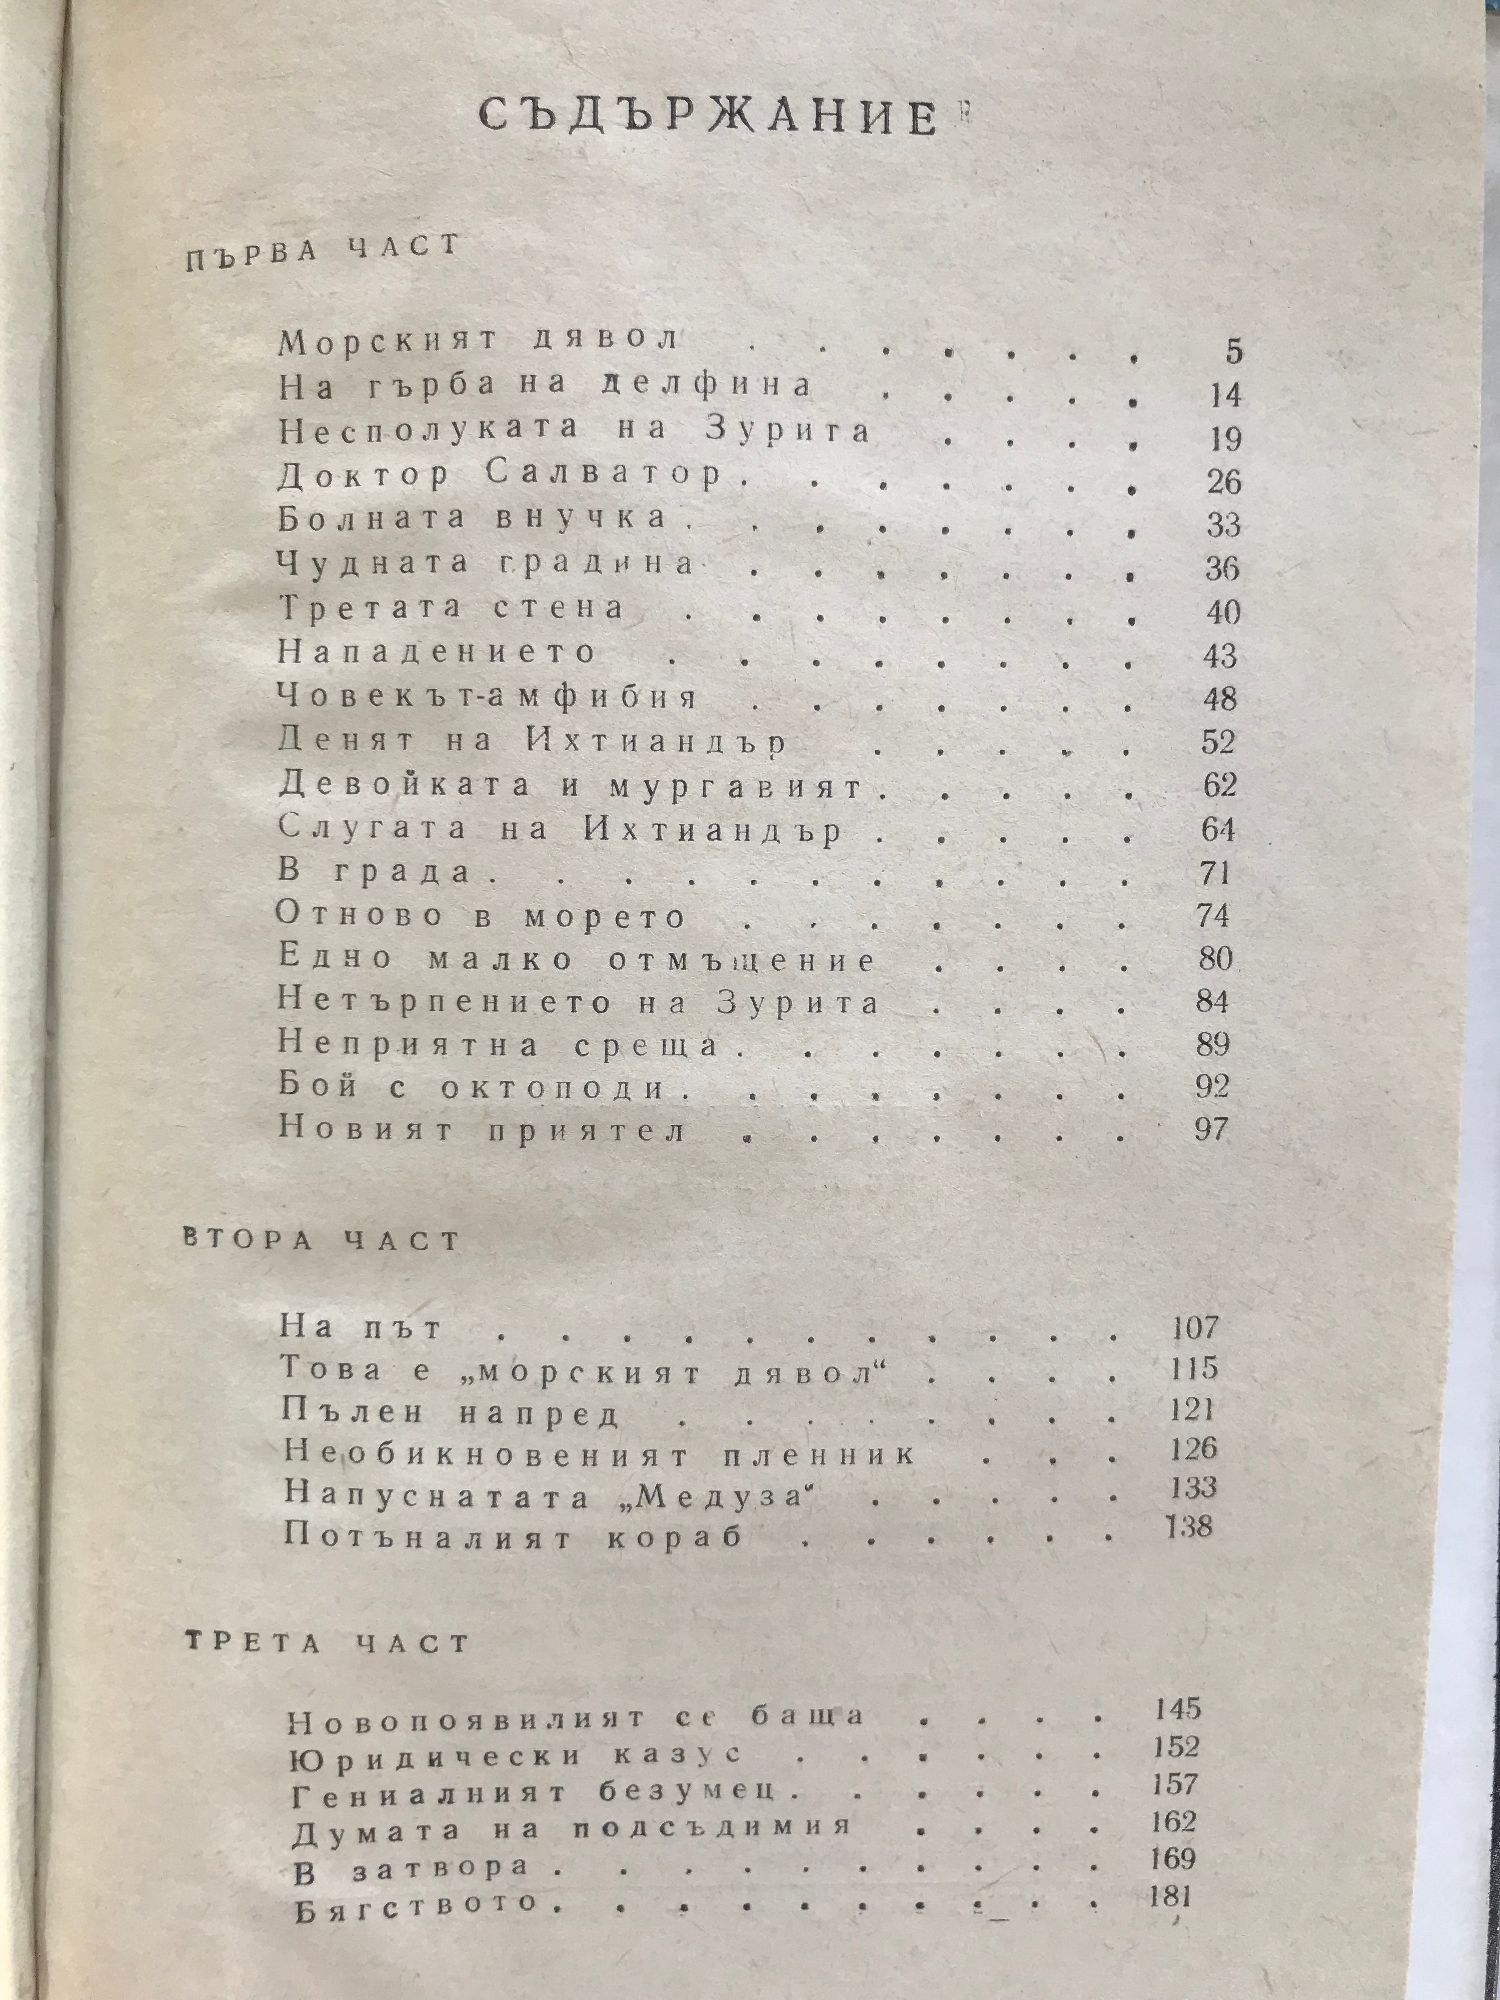 СЪДЪРЖАНИЕ
ПЪРВА ЧАСТ
Морският дявол . . . . . . . 5
На гърба на делфина . . . . . 14
Несполуката на Зурита . . . . 19
Доктор Салватор . . . . . . . 26
Болната внучка . . . . . . . . 33
Чудната градина . . . . . . . 36
Третата стена . . . . . . . . 40
Нападението . . . . . . . . 43
Човекът-амфибия . . . . . . . 48
Денят на Ихтиандър . . . . . 52
Девойката и мургавият . . . . . 62
Слугата на Ихтиандър . . . . . 64
В града . . . . . . . . . . . 71
Отново в морето . . . . . . . 74
Едно малко отмъщение . . . . 80
Нетърпението на Зурита . . . . 84
Неприятна среща . . . . . . . 89
Бой с октоподи . . . . . . . . 92
Новият приятел . . . . . . . 97
ВТОРА ЧАСТ
На път . . . . . . . . . . . 107
Това е „морският дявол“ . . . . 115
Пълен напред . . . . . . . . 121
Необикновеният пленник . . . 126
Напуснатата „Медуза“ . . . . . 133
Потъналият кораб . . . . . . 138
ТРЕТА ЧАСТ
Новопоявилият се баща . . . . 145
Юридически казус . . . . . . 152
Гениалният безумец . . . . . . 157
Думата на подсъдимия . . . . 162
В затвора . . . . . . . . . . 169
Бягството . . . . . . . . . . 181